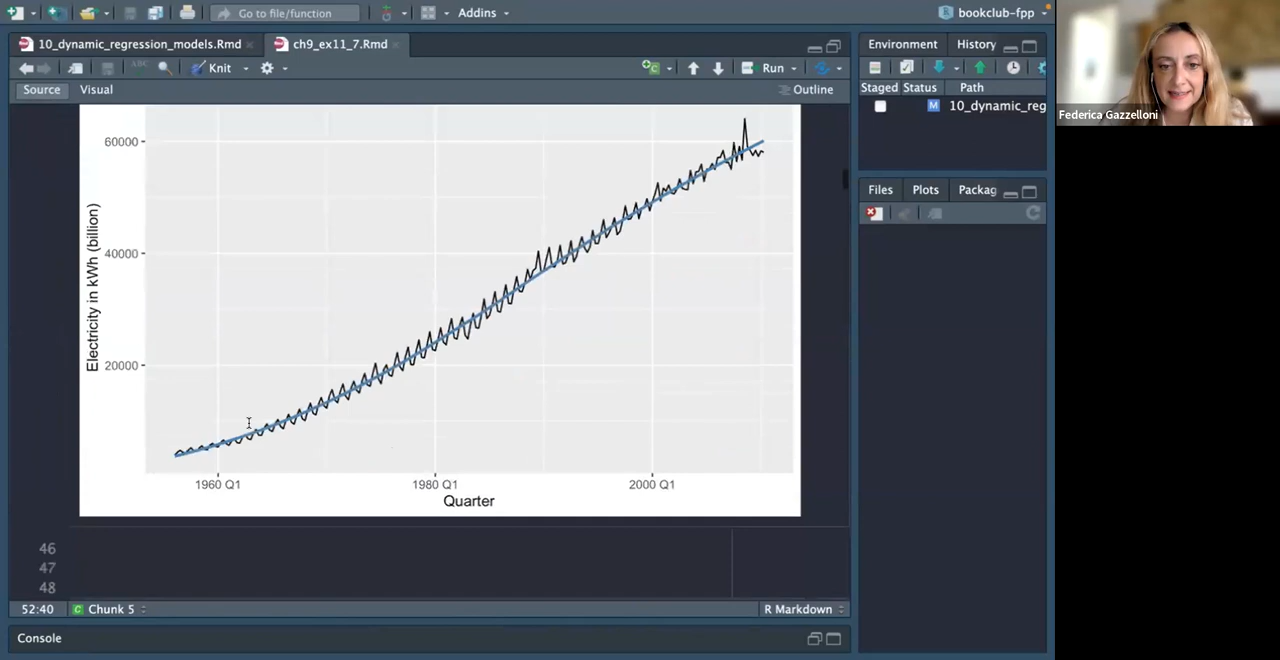 Go to file/function
Addins
bookclub-fpp
10_dynamic_regression_models.Rmd
ch9_ex11_7.Rmd
ABC
Knit
Run
Source
Visual
Outline
Environment
History
Staged
Status
Path
M
10_dynamic_reg
Files
Plots
Packag
Federica Gazzelloni
60000
40000
20000
Electricity in kWh (billion)
1960 Q1
1980 Q1
2000 Q1
Quarter
46
47
48
52:40
C
Chunk 5
R Markdown
Console